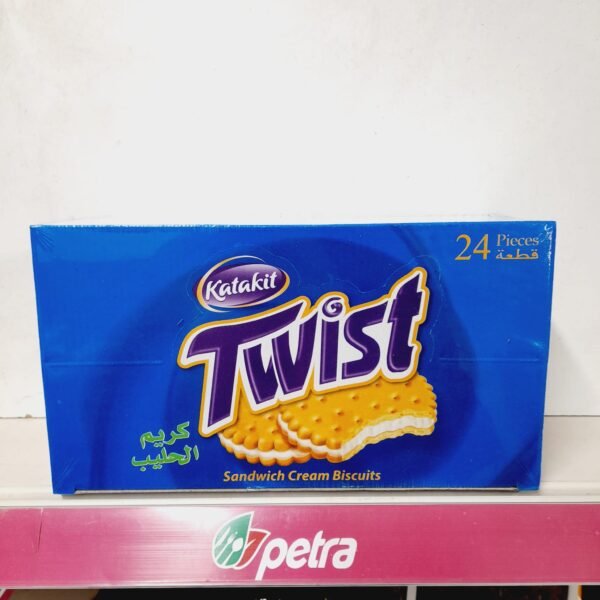 24 Pieces
قطعة
Katakit
Twist
كريم
الحليب
Sandwich Cream Biscuits
petra